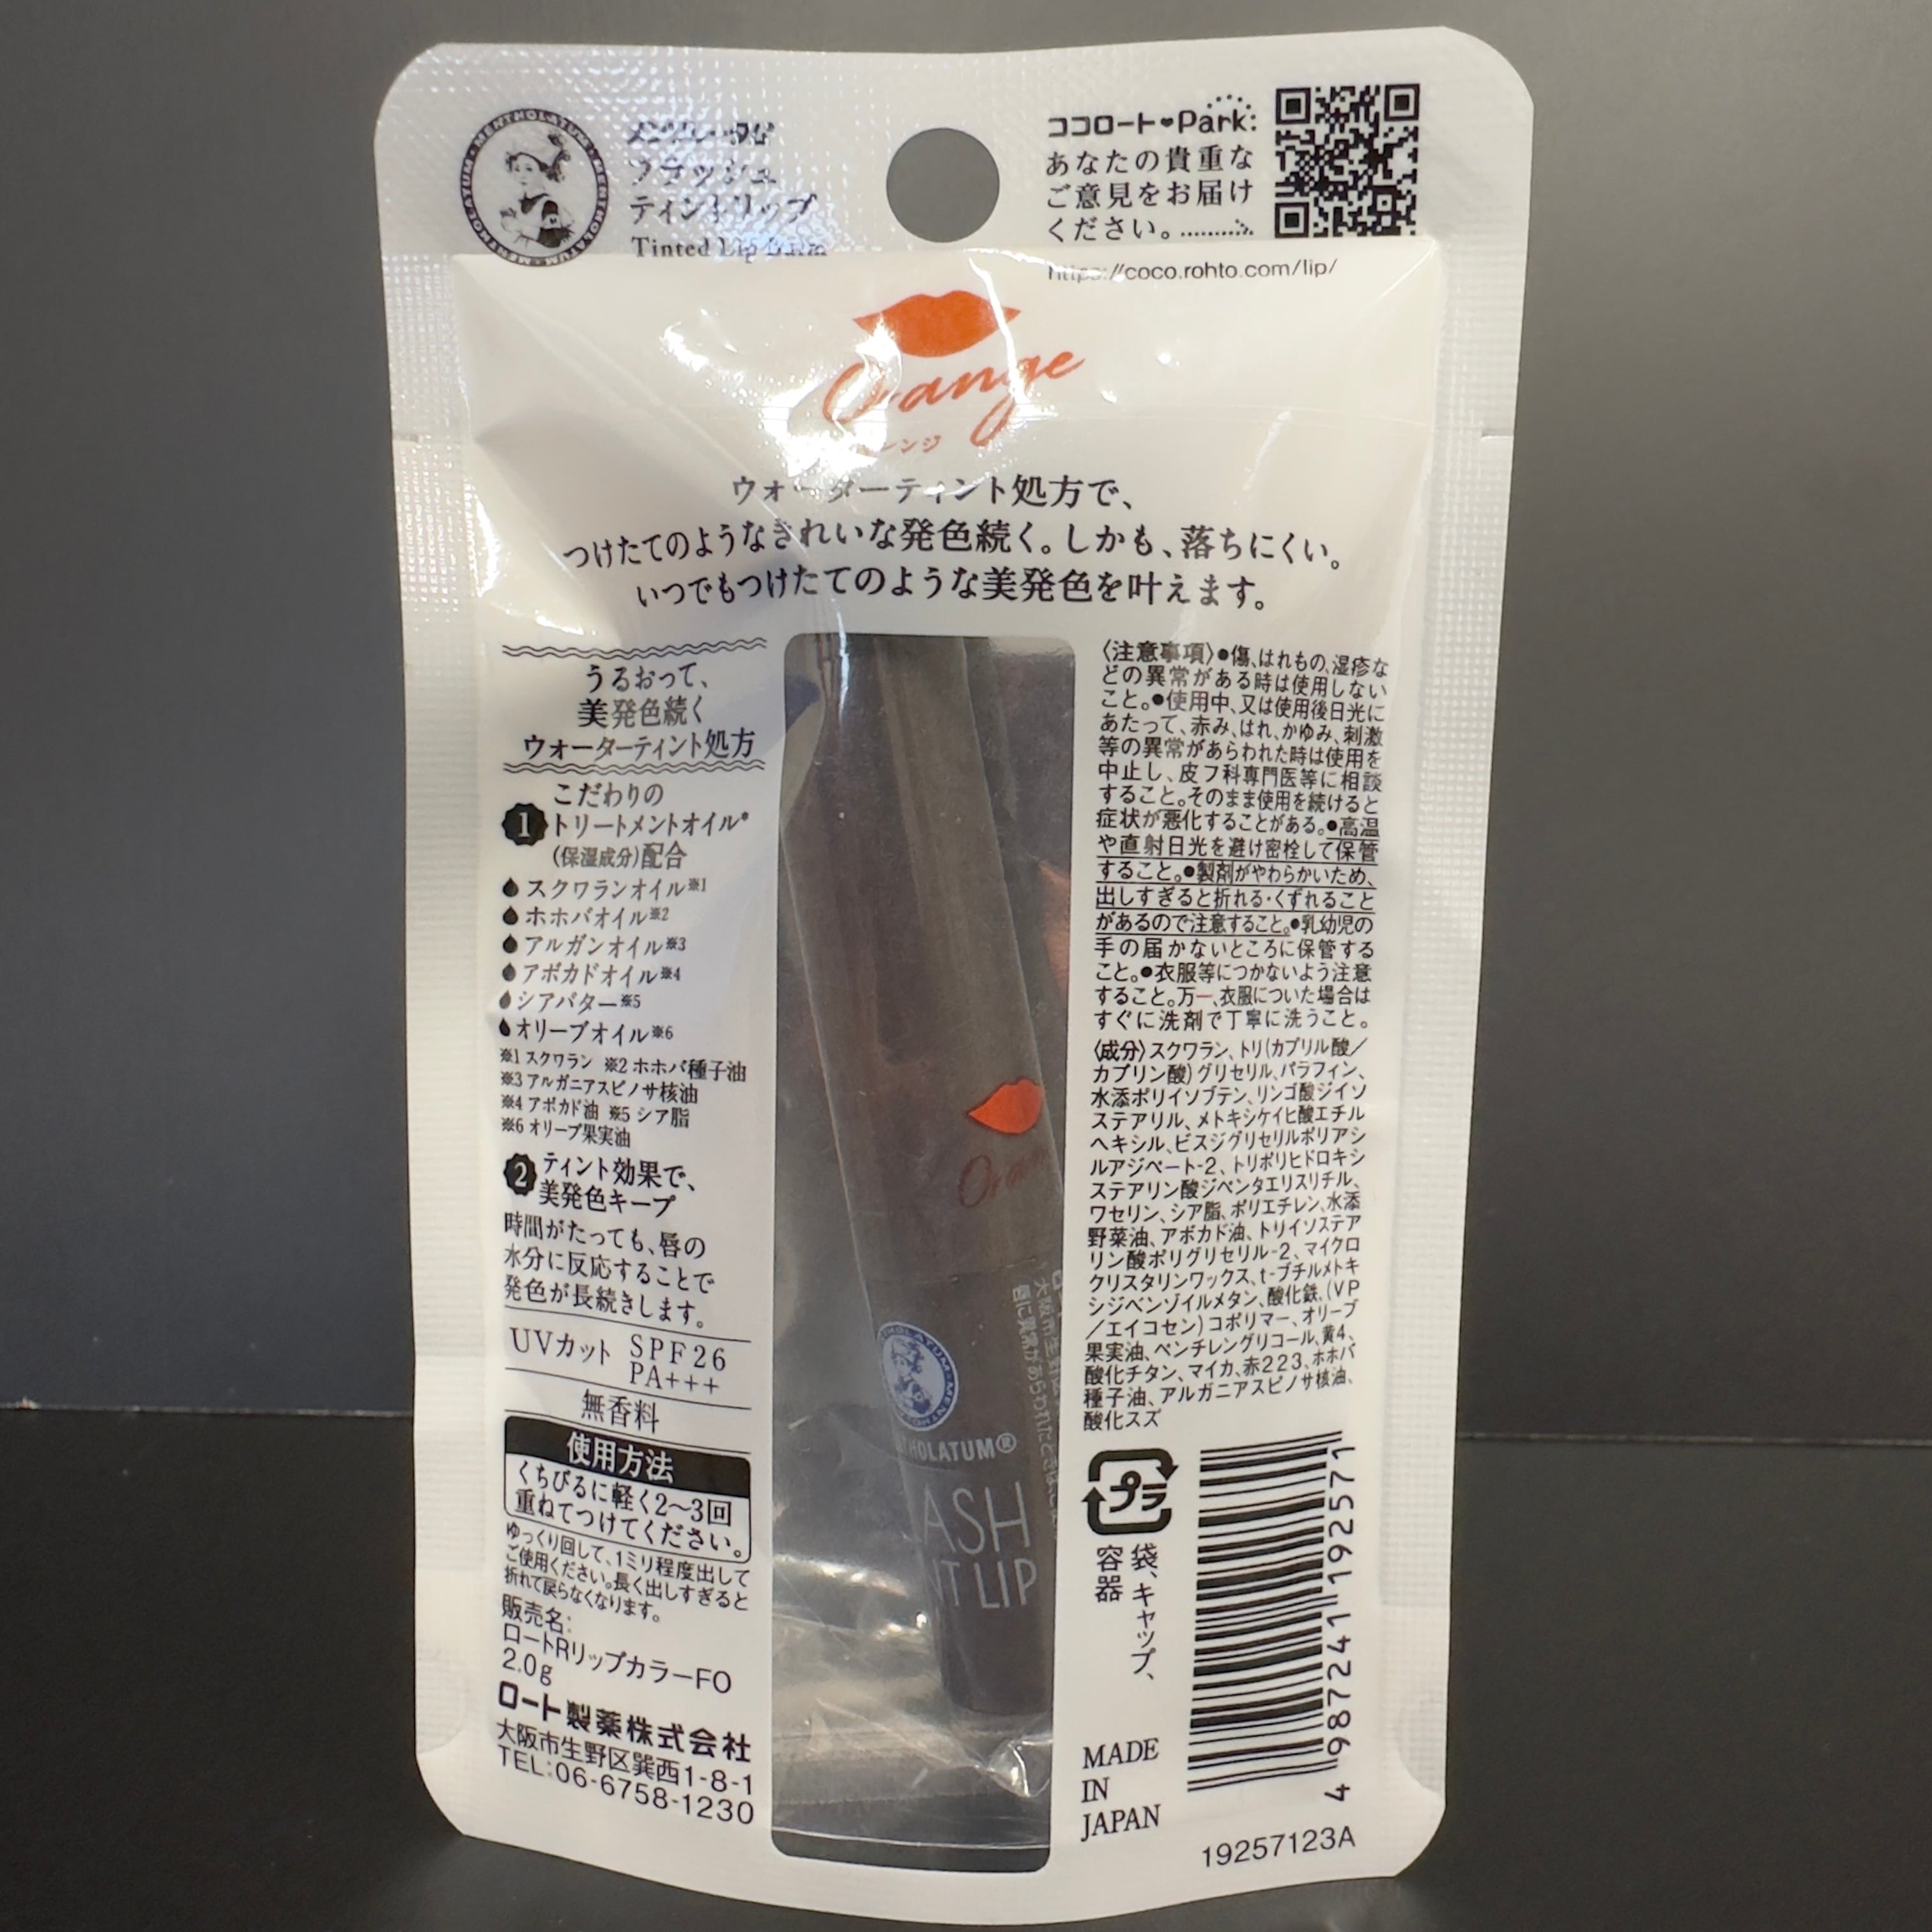 MENTHOLATUM・MENTHOLATUM・MENTHOLATUM
フラッシュ
ティントリップ
Tinted Lip
ココロート♥Park:
あなたの貴重な
ご意見をお届け
ください。
https://coco.rohto.com/lip/
Orange
ウォーターティント処方で、
つけたてのようなきれいな発色続く。しかも、落ちにくい。
いつでもつけたてのような美発色を叶えます。
うるおって、
美発色続く
ウォーターティント処方
1 こだわりの
トリートメントオイル*
(保湿成分)配合
スクワランオイル※1
ホホバオイル※2
アルガンオイル※3
アボカドオイル※4
シアバター※5
オリーブオイル※6
※1 スクワラン ※2 ホホバ種子油
※3 アルガニアスピノサ核油
※4 アボカド油 ※5 シア脂
※6 オリーブ果実油
2 ティント効果で、
美発色キープ
時間がたっても、唇の
水分に反応することで
発色が長続きします。
UVカット SPF26
PA+++
無香料
使用方法
くちびるに軽く2〜3回
重ねてつけてください。
ゆっくり回して、1ミリ程度出して
ご使用ください。長く出しすぎると
折れて戻らなくなります。
販売名:
ロートRリップカラーFO
2.0g
ロート製薬株式会社
大阪市生野区巽西1-8-1
TEL:06-6758-1230
〈注意事項〉●傷、はれもの、湿疹な
どの異常がある時は使用しない
こと。●使用中、又は使用後日光に
あたって、赤み、はれ、かゆみ、刺激
等の異常があらわれた時は使用を
中止し、皮フ科専門医等に相談
すること。そのまま使用を続けると
症状が悪化することがある。●高温
や直射日光を避け密栓して保管
すること。●製剤がやわらかいため、
出しすぎると折れる・くずれること
があるので注意すること。●乳幼児の
手の届かないところに保管する
こと。●衣服等につかないよう注意
すること。万一、衣服についた場合は
すぐに洗剤で丁寧に洗うこと。
〈成分〉スクワラン、トリ(カプリル酸/
カプリン酸)グリセリル、パラフィン、
水添ポリイソブテン、リンゴ酸ジイソ
ステアリル、メトキシケイヒ酸エチル
ヘキシル、ビスジグリセリルポリアシ
ルアジペート-2、トリポリヒドロキシ
ステアリン酸ジペンタエリスリチル、
ワセリン、シア脂、ポリエチレン、水添
野菜油、アボカド油、トリイソステア
リン酸ポリグリセリル-2、マイクロ
クリスタリンワックス、t-ブチルメトキ
シジベンゾイルメタン、酸化鉄、(VP
/エイコセン)コポリマー、オリーブ
果実油、ペンチレングリコール、黄4、
酸化チタン、マイカ、赤223、ホホバ
種子油、アルガニアスピノサ核油、
酸化スズ
プラ
袋、キャップ、
容器
MADE
IN
JAPAN
4 987241 192571
19257123A